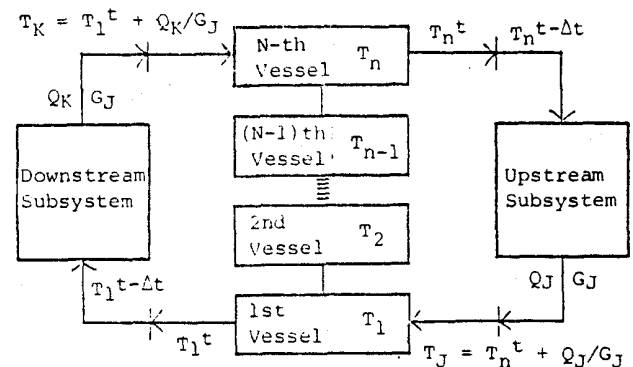 T_K = T_1^t + Q_K/G_J
N-th
Vessel T_n
T_n^t
T_n^t-Δt
Q_K G_J
(N-1)th
Vessel T_n-1
Downstream
Subsystem
Upstream
Subsystem
2nd
Vessel T_2
Q_J G_J
T_1^t-Δt
1st
Vessel T_1
T_1^t
T_J = T_n^t + Q_J/G_J